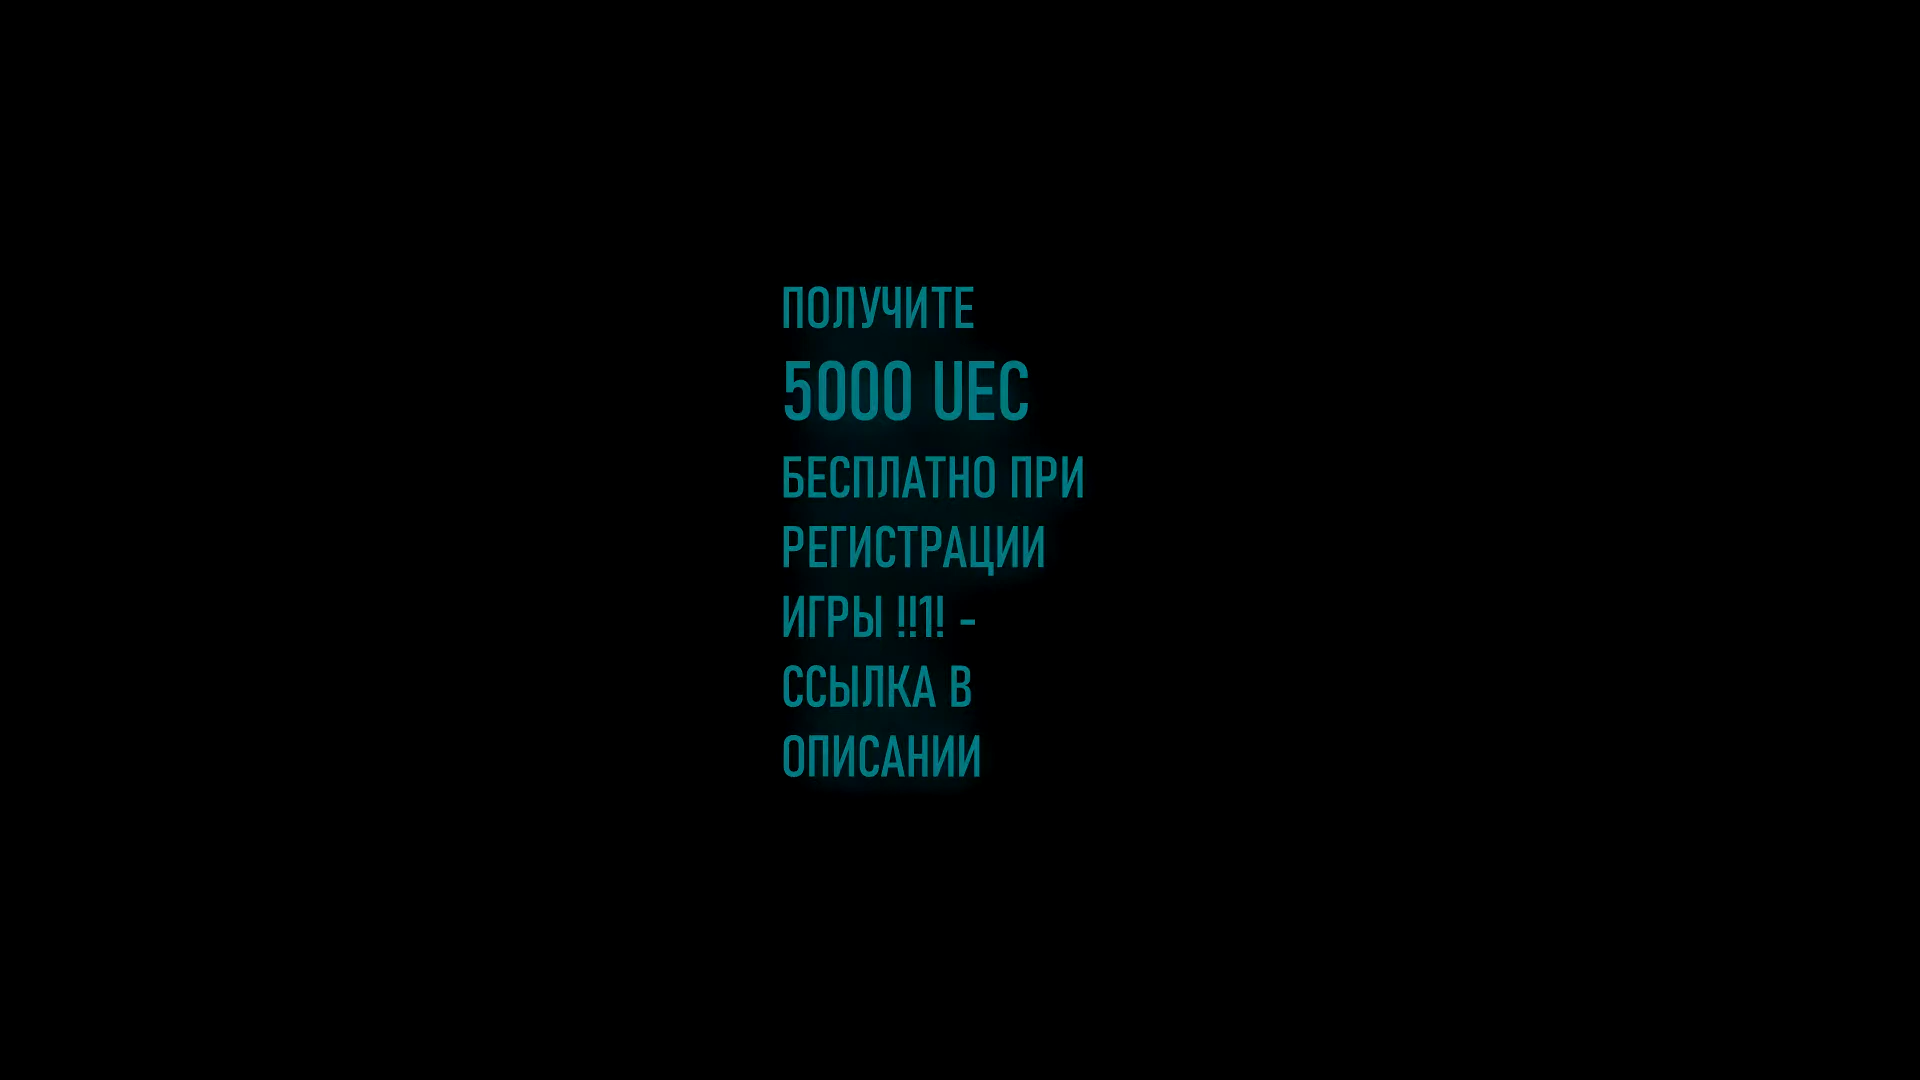 ПОЛУЧИТЕ
5000 UEC
БЕСПЛАТНО ПРИ
РЕГИСТРАЦИИ
ИГРЫ !!1! -
ССЫЛКА В
ОПИСАНИИ